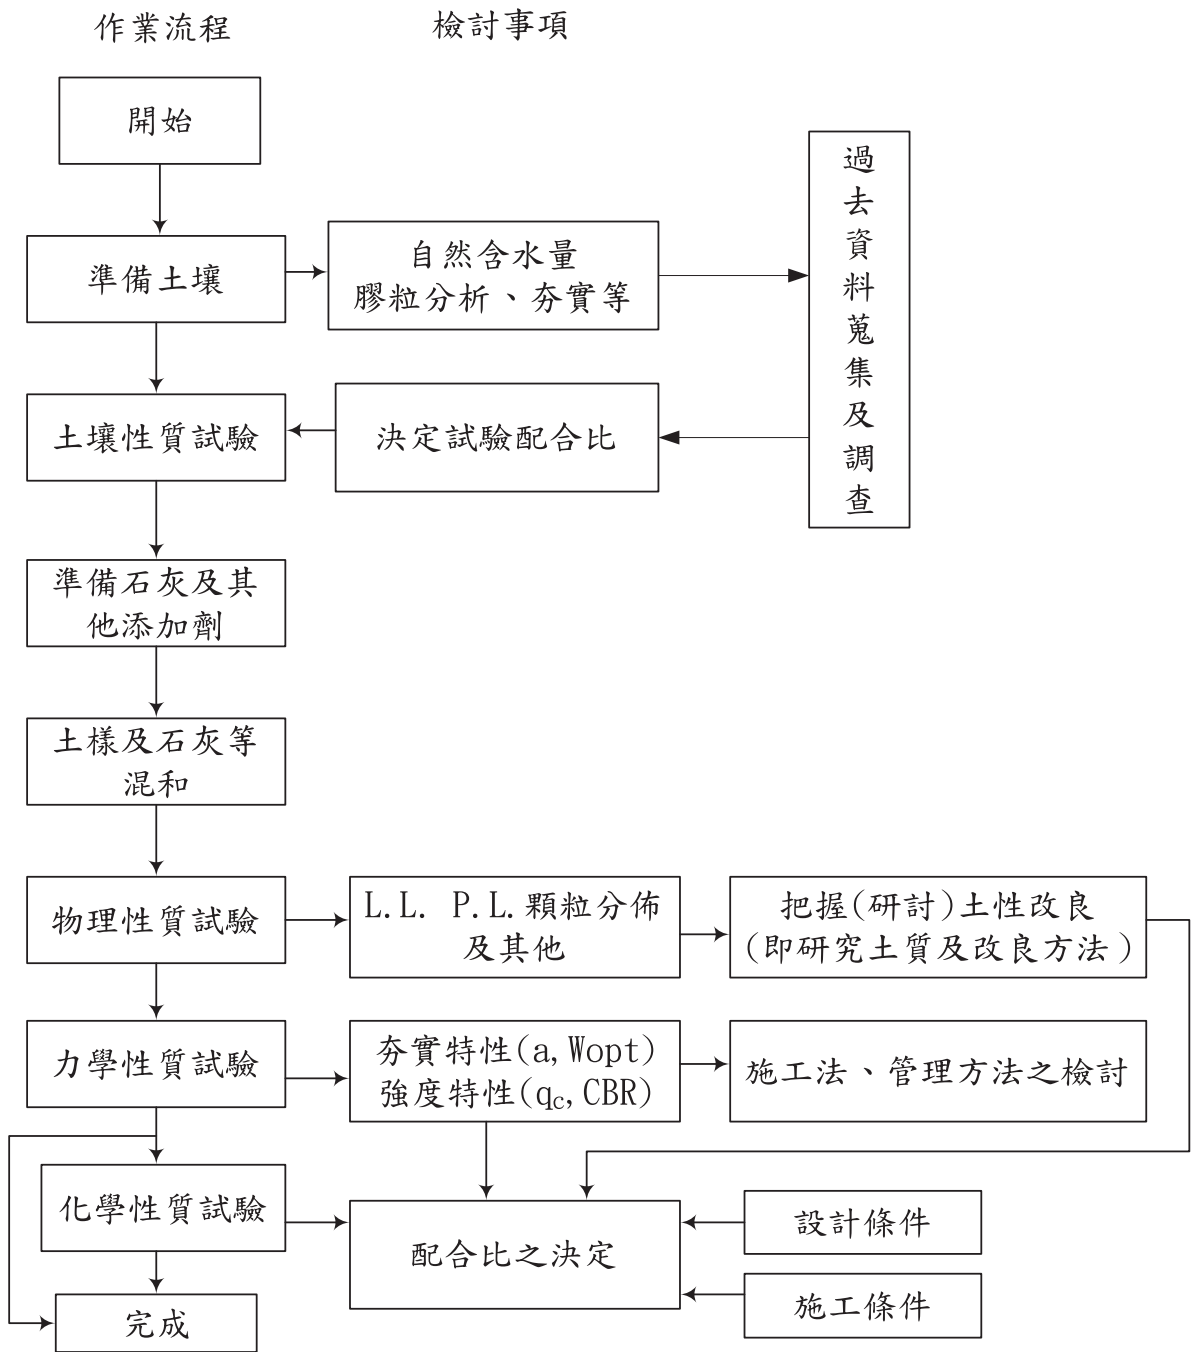 作業流程
檢討事項
開始
準備土壤
自然含水量
膠粒分析、夯實等
過去資料蒐集及調查
土壤性質試驗
決定試驗配合比
準備石灰及其
他添加劑
土樣及石灰等
混和
物理性質試驗
L.L. P.L.顆粒分佈
及其他
把握(研討)土性改良
(即研究土質及改良方法)
力學性質試驗
夯實特性(a,Wopt)
強度特性(qc,CBR)
施工法、管理方法之檢討
化學性質試驗
配合比之決定
設計條件
施工條件
完成